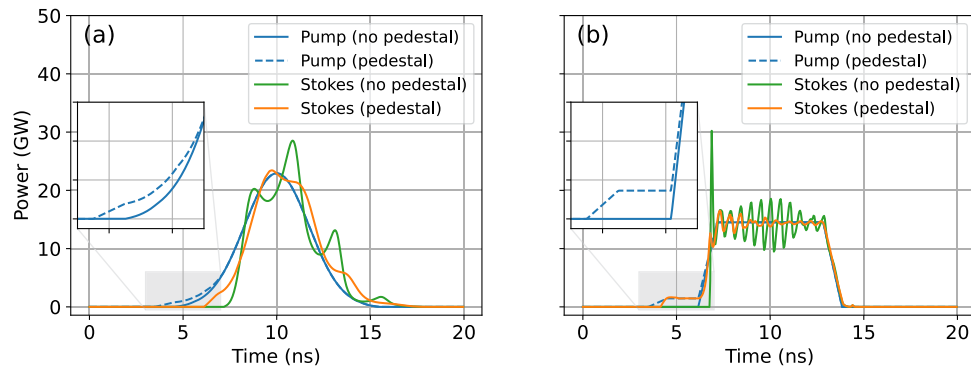 (a)
Pump (no pedestal)
Pump (pedestal)
Stokes (no pedestal)
Stokes (pedestal)
50
40
30
20
10
0
Power (GW)
0 5 10 15 20
Time (ns)
(b)
Pump (no pedestal)
Pump (pedestal)
Stokes (no pedestal)
Stokes (pedestal)
0 5 10 15 20
Time (ns)